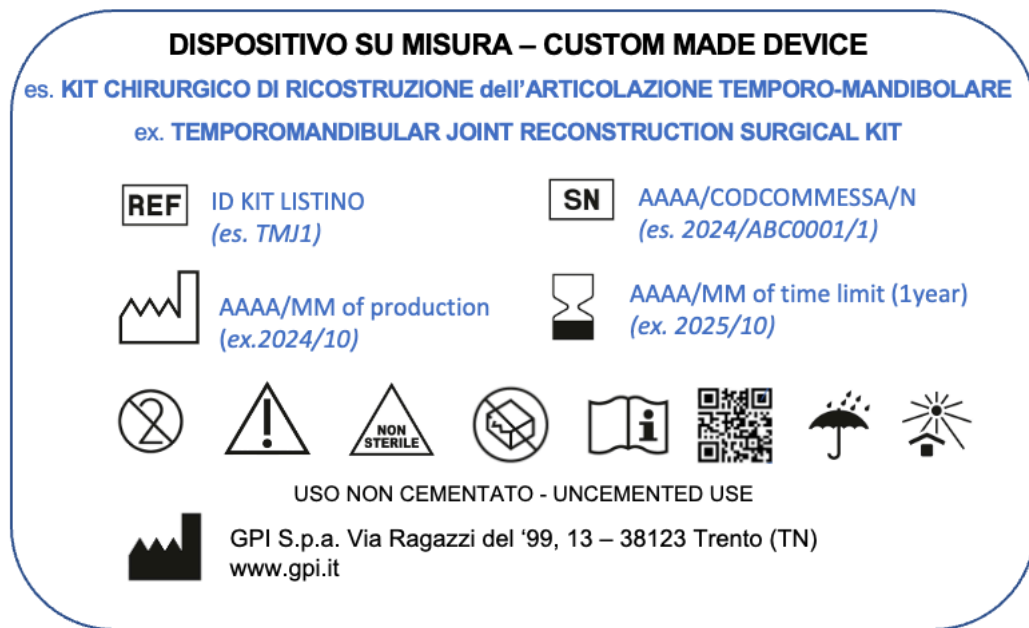 DISPOSITIVO SU MISURA – CUSTOM MADE DEVICE
es. KIT CHIRURGICO DI RICOSTRUZIONE dell'ARTICOLAZIONE TEMPORO-MANDIBOLARE
ex. TEMPOROMANDIBULAR JOINT RECONSTRUCTION SURGICAL KIT
REF ID KIT LISTINO
(es. TMJ1)
SN AAAA/CODCOMMESSA/N
(es. 2024/ABC0001/1)
AAAA/MM of production
(ex.2024/10)
AAAA/MM of time limit (1year)
(ex. 2025/10)
2
NON
STERILE
USO NON CEMENTATO - UNCEMENTED USE
GPI S.p.a. Via Ragazzi del ‘99, 13 – 38123 Trento (TN)
www.gpi.it